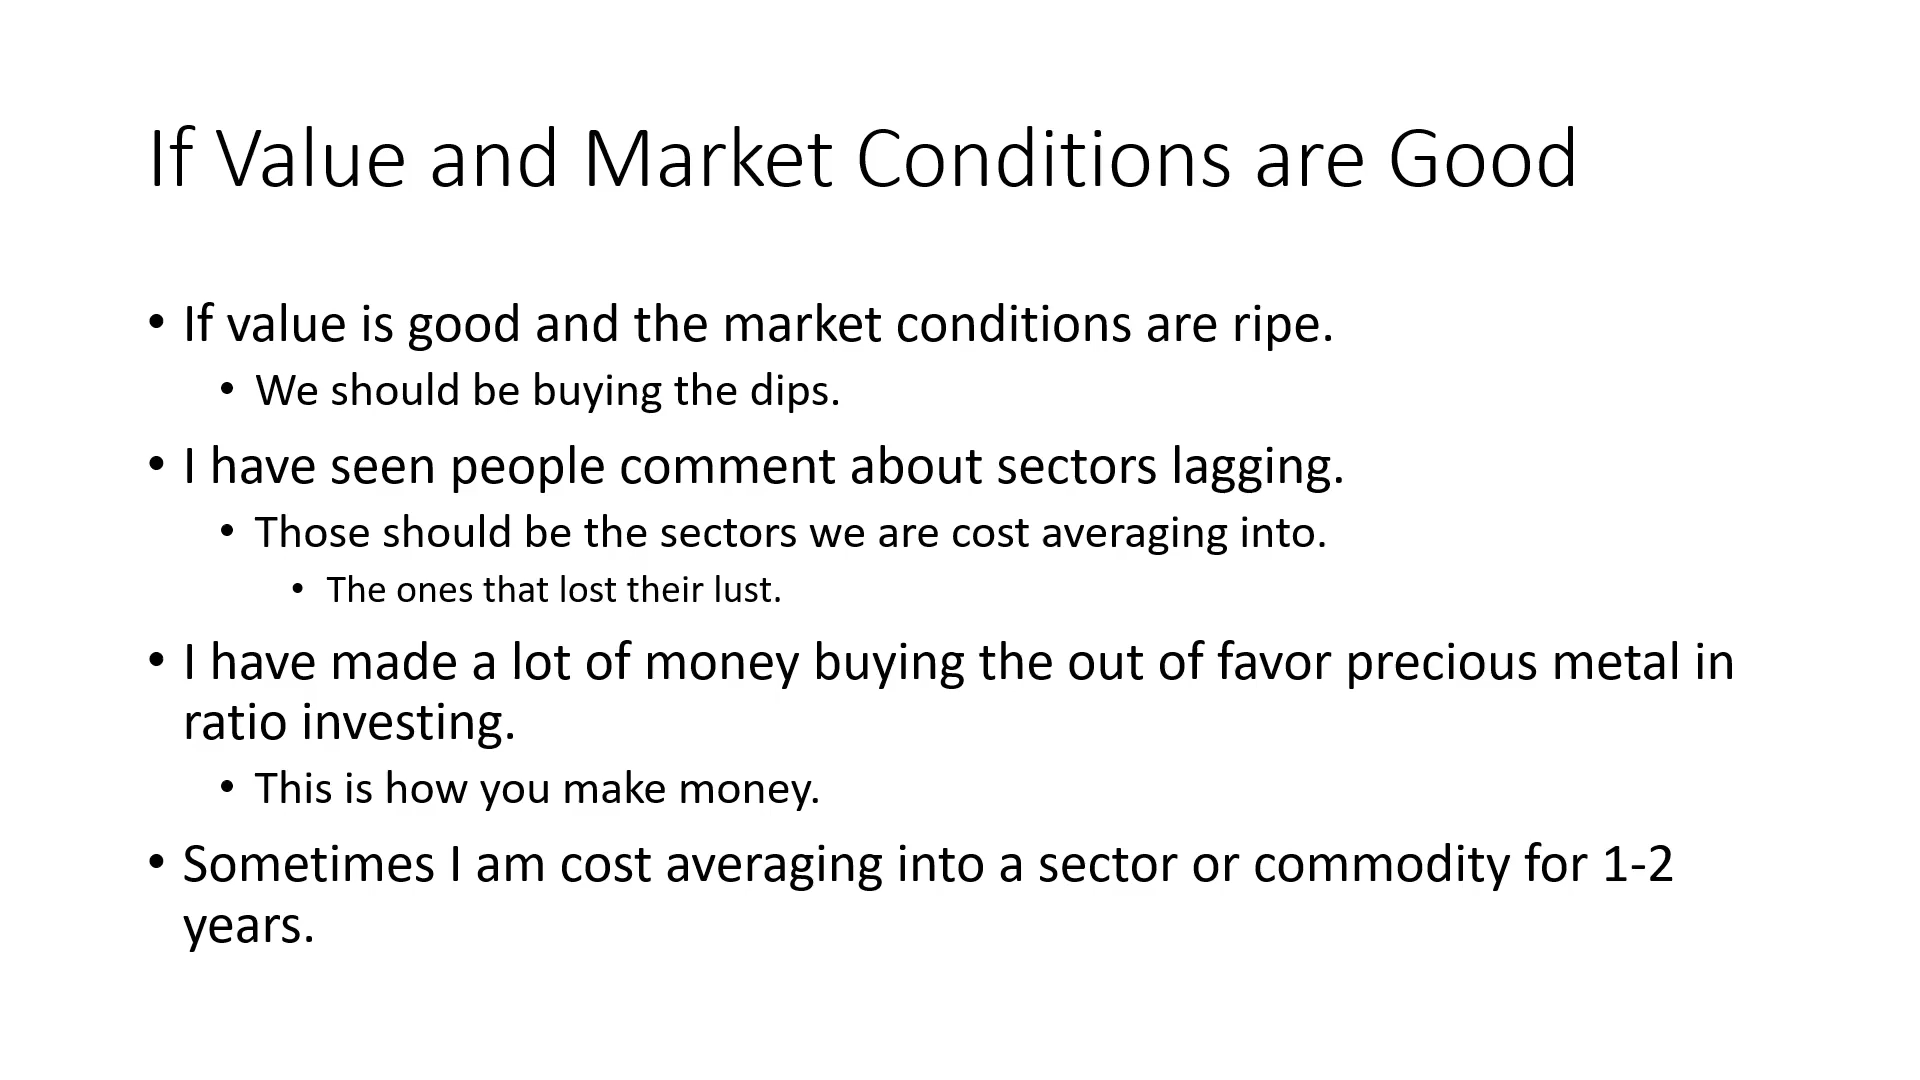 If Value and Market Conditions are Good
• If value is good and the market conditions are ripe.
• We should be buying the dips.
• I have seen people comment about sectors lagging.
• Those should be the sectors we are cost averaging into.
• The ones that lost their lust.
• I have made a lot of money buying the out of favor precious metal in
ratio investing.
• This is how you make money.
• Sometimes I am cost averaging into a sector or commodity for 1-2
years.